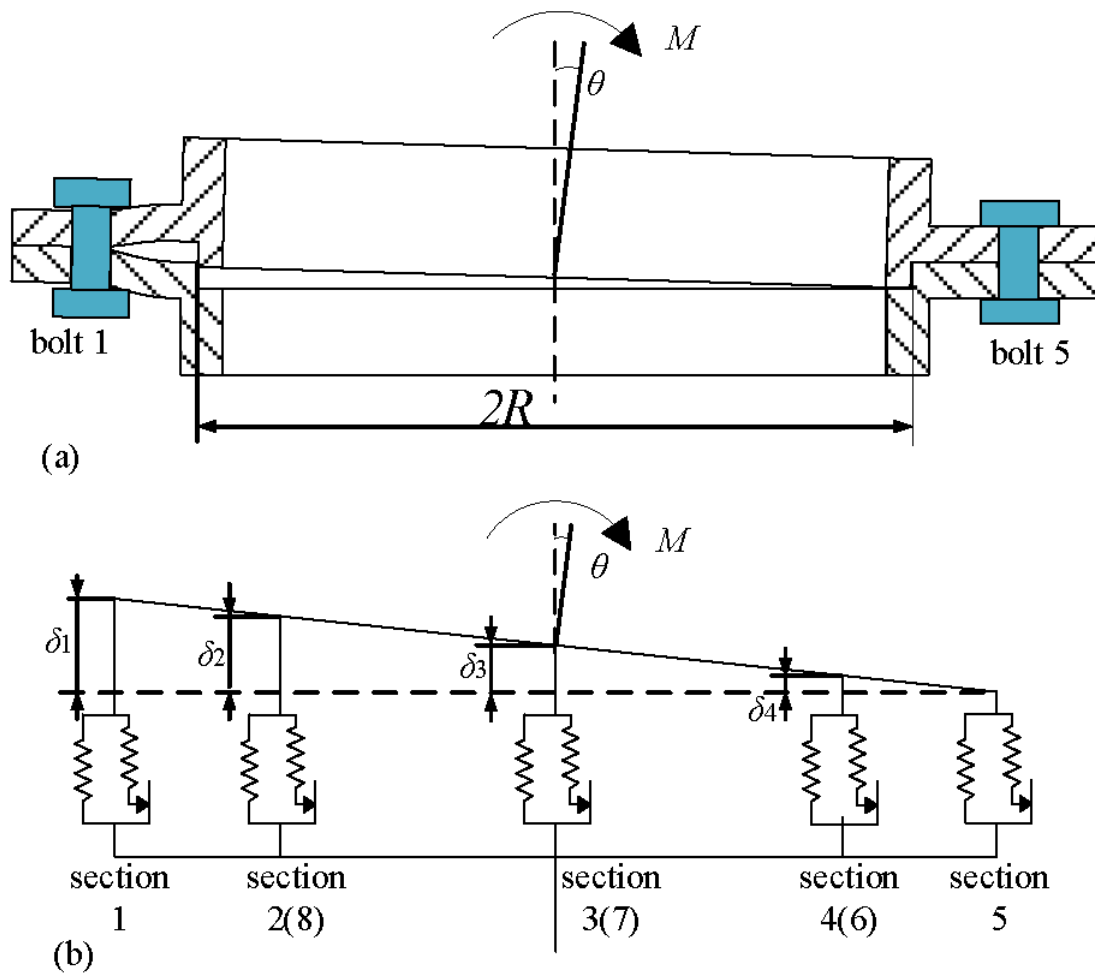 M
θ
bolt 1
bolt 5
2R
(a)
M
θ
δ1
δ2
δ3
δ4
section section section section section
1 2(8) 3(7) 4(6) 5
(b)